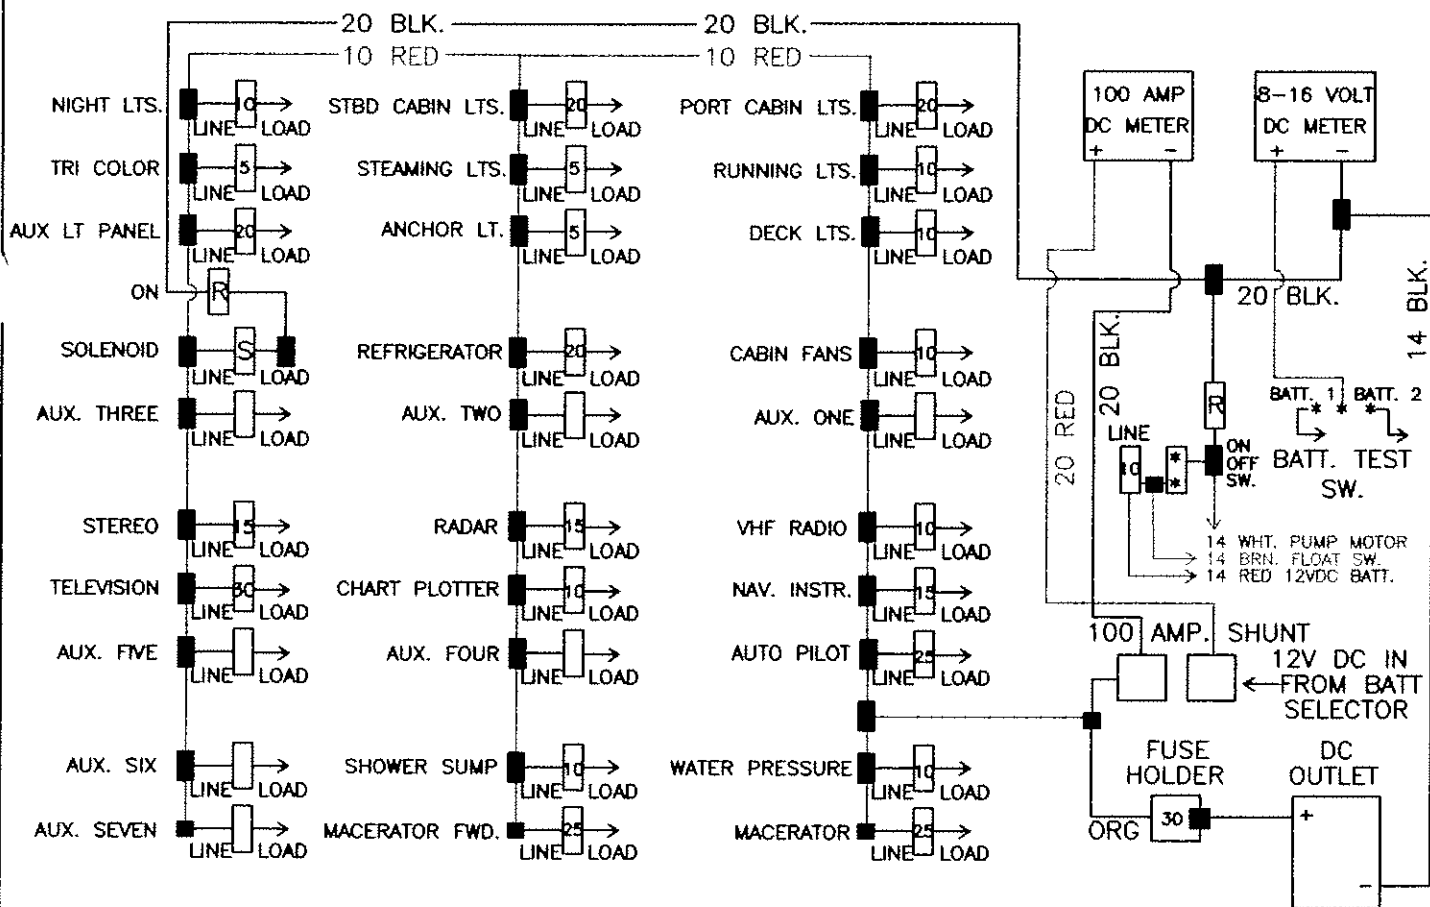 20 BLK. 20 BLK.
10 RED 10 RED
NIGHT LTS. 10 LINE LOAD
STBD CABIN LTS. 20 LINE LOAD
PORT CABIN LTS. 20 LINE LOAD
100 AMP
DC METER
+ -
8-16 VOLT
DC METER
+ -
TRI COLOR 5 LINE LOAD
STEAMING LTS. 5 LINE LOAD
RUNNING LTS. 10 LINE LOAD
AUX LT PANEL 20 LINE LOAD
ANCHOR LT. 5 LINE LOAD
DECK LTS. 10 LINE LOAD
ON R
20 BLK.
14 BLK.
20 BLK.
20 RED
SOLENOID S LINE LOAD
REFRIGERATOR 20 LINE LOAD
CABIN FANS 10 LINE LOAD
AUX. THREE LINE LOAD
AUX. TWO LINE LOAD
AUX. ONE LINE LOAD
R
BATT. 1 * * * BATT. 2
BATT. TEST
SW.
LINE
10
*
*
ON
OFF
SW.
14 WHT. PUMP MOTOR
14 BRN. FLOAT SW.
14 RED 12VDC BATT.
STEREO 15 LINE LOAD
RADAR 15 LINE LOAD
VHF RADIO 10 LINE LOAD
TELEVISION LINE LOAD
CHART PLOTTER 10 LINE LOAD
NAV. INSTR. 15 LINE LOAD
AUX. FIVE LINE LOAD
AUX. FOUR LINE LOAD
AUTO PILOT 25 LINE LOAD
100 AMP. SHUNT
12V DC IN
FROM BATT
SELECTOR
AUX. SIX LINE LOAD
SHOWER SUMP 10 LINE LOAD
WATER PRESSURE 10 LINE LOAD
AUX. SEVEN LINE LOAD
MACERATOR FWD. 25 LINE LOAD
MACERATOR 25 LINE LOAD
FUSE
HOLDER
30
ORG
DC
OUTLET
+
-